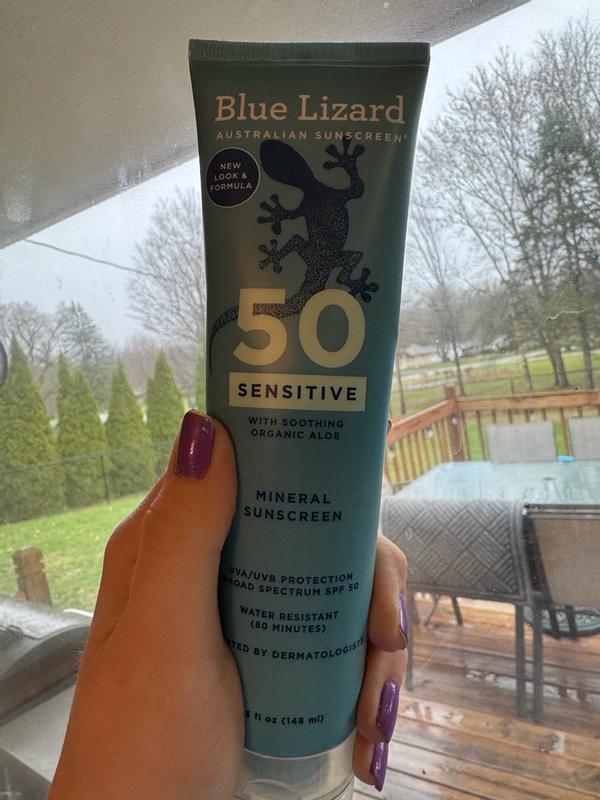 Blue Lizard
AUSTRALIAN SUNSCREEN®
NEW
LOOK &
FORMULA
50
SENSITIVE
WITH SOOTHING
ORGANIC ALOE
MINERAL
SUNSCREEN
UVA/UVB PROTECTION
BROAD SPECTRUM SPF 50
WATER RESISTANT
(80 MINUTES)
BY DERMATOLOGISTS
fl oz (148 ml)